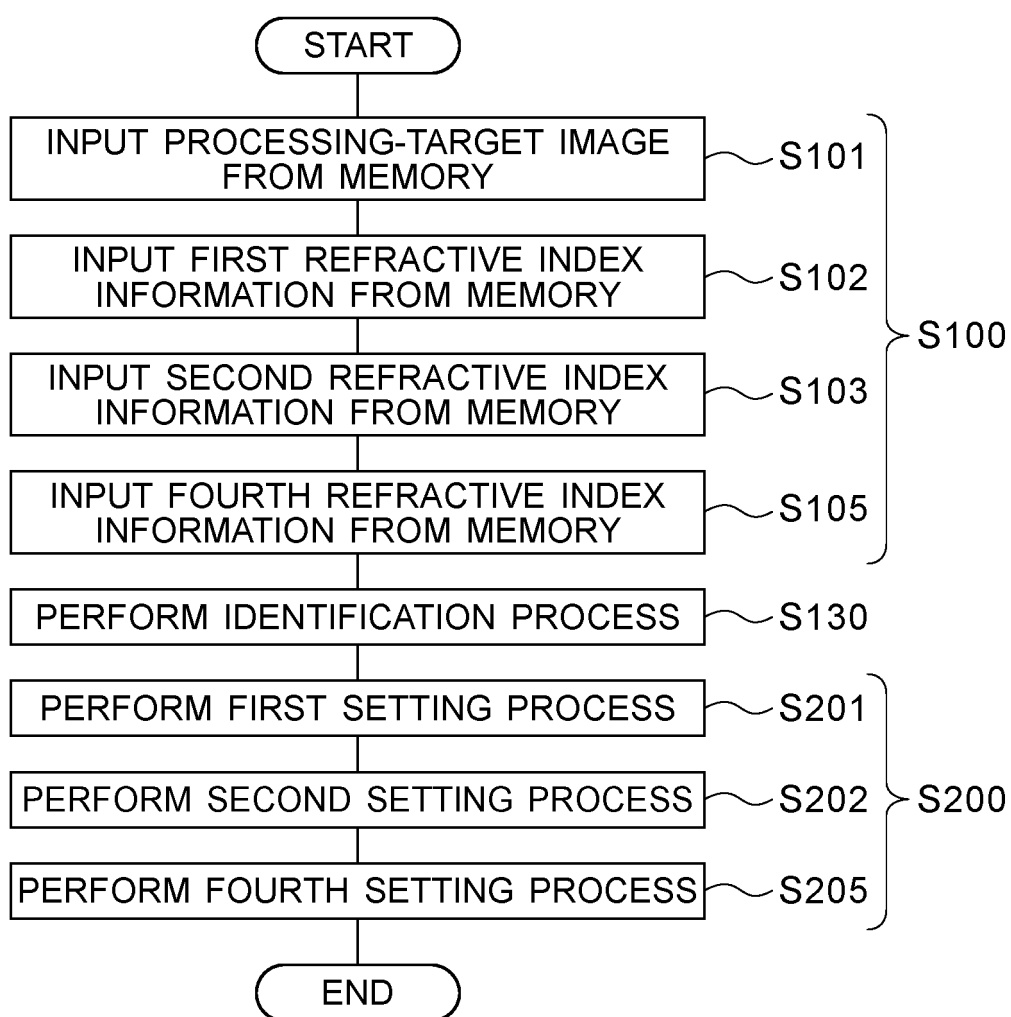 START
INPUT PROCESSING-TARGET IMAGE
FROM MEMORY
S101
INPUT FIRST REFRACTIVE INDEX
INFORMATION FROM MEMORY
S102
S100
INPUT SECOND REFRACTIVE INDEX
INFORMATION FROM MEMORY
S103
INPUT FOURTH REFRACTIVE INDEX
INFORMATION FROM MEMORY
S105
PERFORM IDENTIFICATION PROCESS
S130
PERFORM FIRST SETTING PROCESS
S201
PERFORM SECOND SETTING PROCESS
S202
S200
PERFORM FOURTH SETTING PROCESS
S205
END